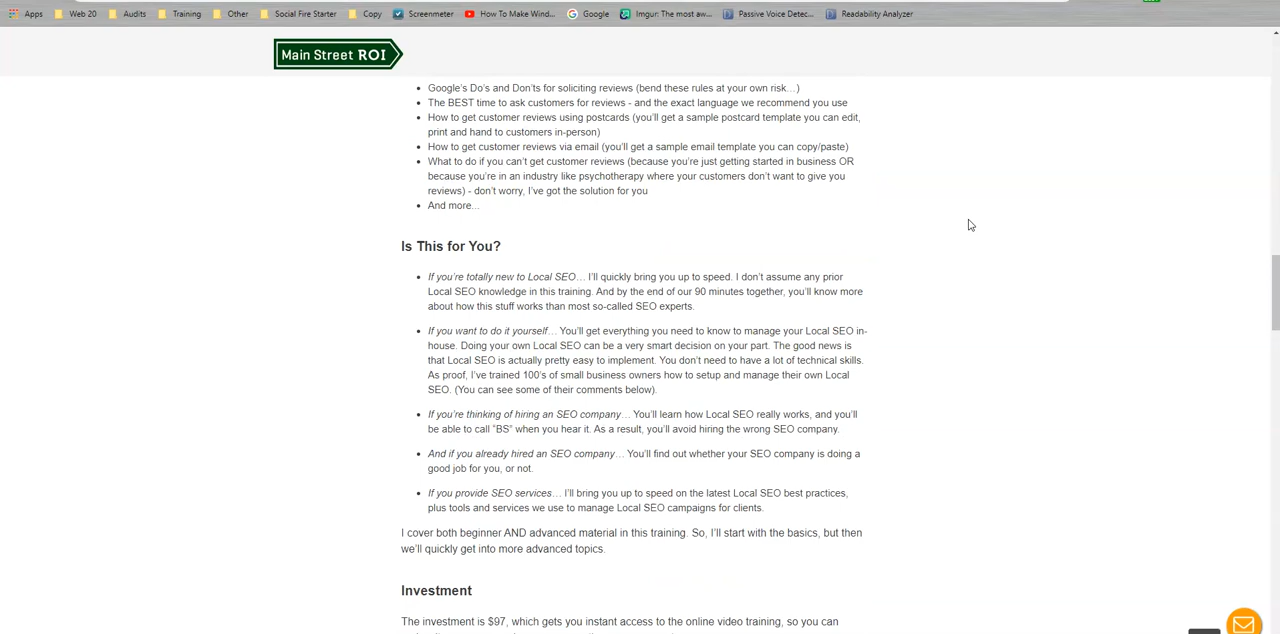 Apps Web 20 Audits Training Other Social Fire Starter Copy Screenmeter How To Make Wind... Google Imgur: The most aw... Passive Voice Detec... Readability Analyzer
Main Street ROI
• Google's Do's and Don'ts for soliciting reviews (bend these rules at your own risk…)
• The BEST time to ask customers for reviews - and the exact language we recommend you use
• How to get customer reviews using postcards (you'll get a sample postcard template you can edit,
print and hand to customers in-person)
• How to get customer reviews via email (you'll get a sample email template you can copy/paste)
• What to do if you can't get customer reviews (because you're just getting started in business OR
because you're in an industry like psychotherapy where your customers don't want to give you
reviews) - don't worry, I've got the solution for you
• And more...
Is This for You?
• If you're totally new to Local SEO… I'll quickly bring you up to speed. I don't assume any prior
Local SEO knowledge in this training. And by the end of our 90 minutes together, you'll know more
about how this stuff works than most so-called SEO experts.
• If you want to do it yourself… You'll get everything you need to know to manage your Local SEO in-
house. Doing your own Local SEO can be a very smart decision on your part. The good news is
that Local SEO is actually pretty easy to implement. You don't need to have a lot of technical skills.
As proof, I've trained 100's of small business owners how to setup and manage their own Local
SEO. (You can see some of their comments below).
• If you're thinking of hiring an SEO company… You'll learn how Local SEO really works, and you'll
be able to call "BS" when you hear it. As a result, you'll avoid hiring the wrong SEO company.
• And if you already hired an SEO company… You'll find out whether your SEO company is doing a
good job for you, or not.
• If you provide SEO services… I'll bring you up to speed on the latest Local SEO best practices,
plus tools and services we use to manage Local SEO campaigns for clients.
I cover both beginner AND advanced material in this training. So, I'll start with the basics, but then
we'll quickly get into more advanced topics.
Investment
The investment is $97, which gets you instant access to the online video training, so you can